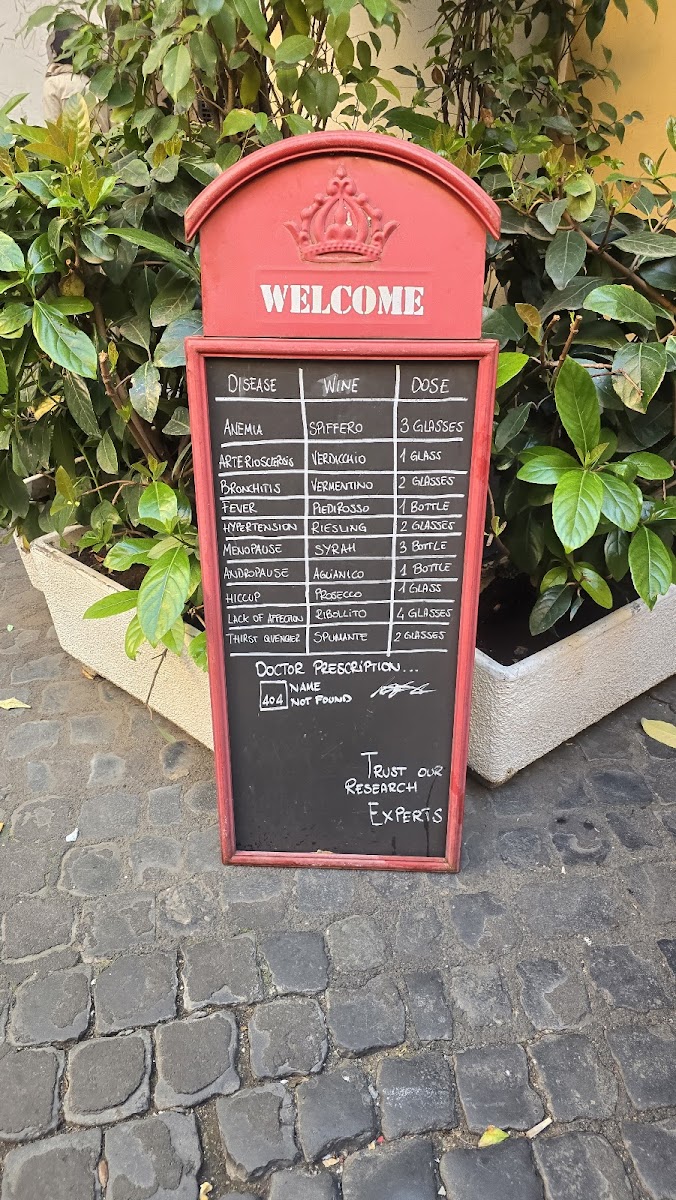 WELCOME
DISEASE WINE DOSE
ANEMIA SPIFFERO 3 GLASSES
ARTERIOSCLEROSIS VERDICCHIO 1 GLASS
BRONCHITIS VERMENTINO 2 GLASSES
FEVER PIEDIROSSO 1 BOTTLE
HYPERTENSION RIESLING 2 GLASSES
MENOPAUSE SYRAH 3 BOTTLE
ANDROPAUSE AGLIANICO 1 BOTTLE
HICCUP PROSECCO 1 GLASS
LACK OF AFFECTION RIBOLLITO 4 GLASSES
THIRST QUENCHER SPUMANTE 2 GLASSES
DOCTOR PRESCRIPTION...
404 NAME
NOT FOUND
TRUST OUR
RESEARCH
EXPERTS